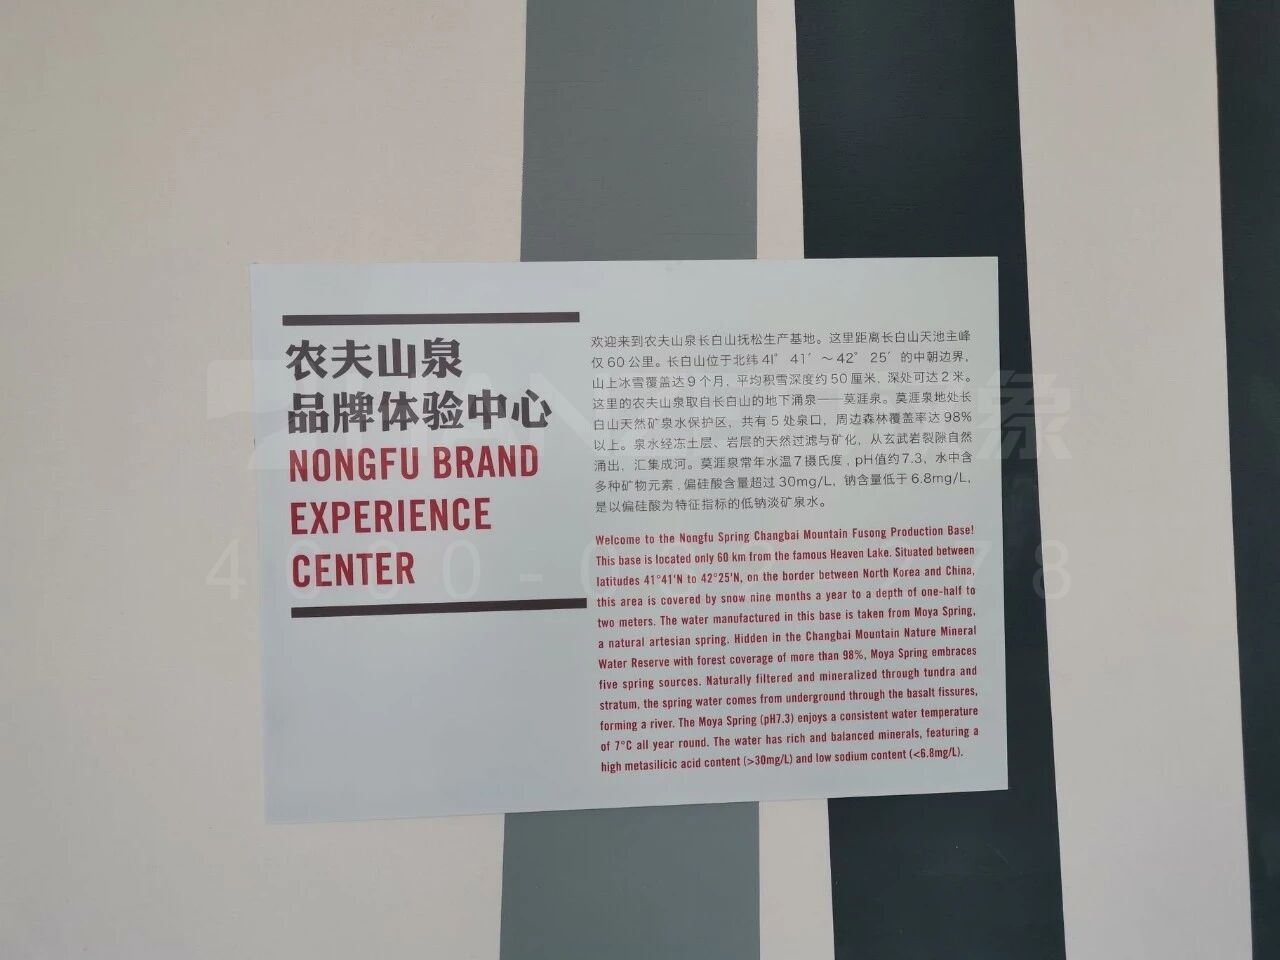 农夫山泉
品牌体验中心
NONGFU BRAND
EXPERIENCE
CENTER
欢迎来到农夫山泉长白山抚松生产基地。这里距离长白山天池主峰
仅60公里。长白山位于北纬41° 41′～42° 25′的中朝边界，
山上冰雪覆盖达9个月，平均积雪深度约50厘米，深处可达2米。
这里的农夫山泉取自长白山的地下涌泉——莫涯泉。莫涯泉地处长
白山天然矿泉水保护区，共有5处泉口，周边森林覆盖率达98%
以上。泉水经冻土层、岩层的天然过滤与矿化，从玄武岩裂隙自然
涌出，汇集成河。莫涯泉常年水温7摄氏度，pH值约7.3，水中含
多种矿物元素，偏硅酸含量超过30mg/L，钠含量低于6.8mg/L，
是以偏硅酸为特征指标的低钠淡矿泉水。
Welcome to the Nongfu Spring Changbai Mountain Fusong Production Base!
This base is located only 60 km from the famous Heaven Lake. Situated between
latitudes 41°41'N to 42°25'N, on the border between North Korea and China,
this area is covered by snow nine months a year to a depth of one-half to
two meters. The water manufactured in this base is taken from Moya Spring,
a natural artesian spring. Hidden in the Changbai Mountain Nature Mineral
Water Reserve with forest coverage of more than 98%, Moya Spring embraces
five spring sources. Naturally filtered and mineralized through tundra and
stratum, the spring water comes from underground through the basalt fissures,
forming a river. The Moya Spring (pH7.3) enjoys a consistent water temperature
of 7°C all year round. The water has rich and balanced minerals, featuring a
high metasilicic acid content (>30mg/L) and low sodium content (<6.8mg/L).